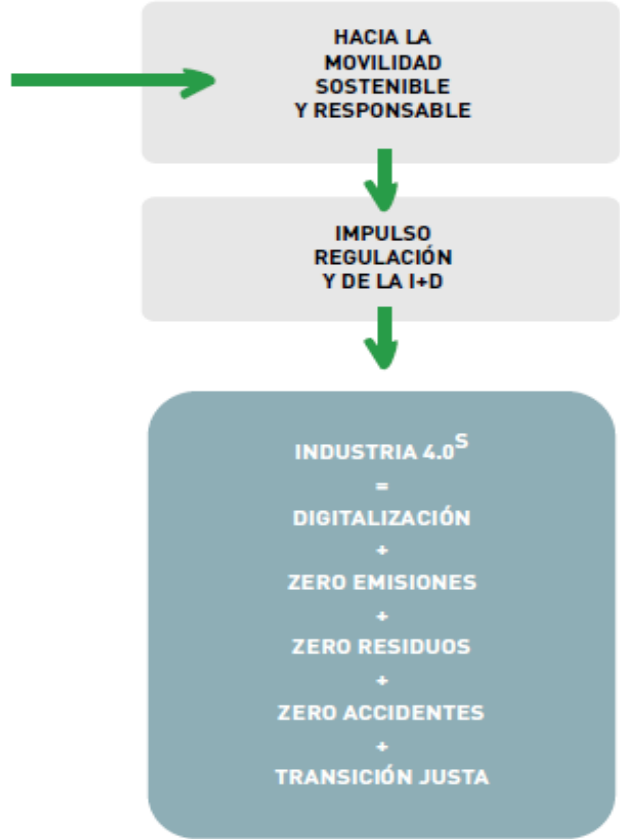 HACIA LA
MOVILIDAD
SOSTENIBLE
Y RESPONSABLE
IMPULSO
REGULACIÓN
Y DE LA I+D
INDUSTRIA 4.0S
=
DIGITALIZACIÓN
+
ZERO EMISIONES
+
ZERO RESIDUOS
+
ZERO ACCIDENTES
+
TRANSICIÓN JUSTA